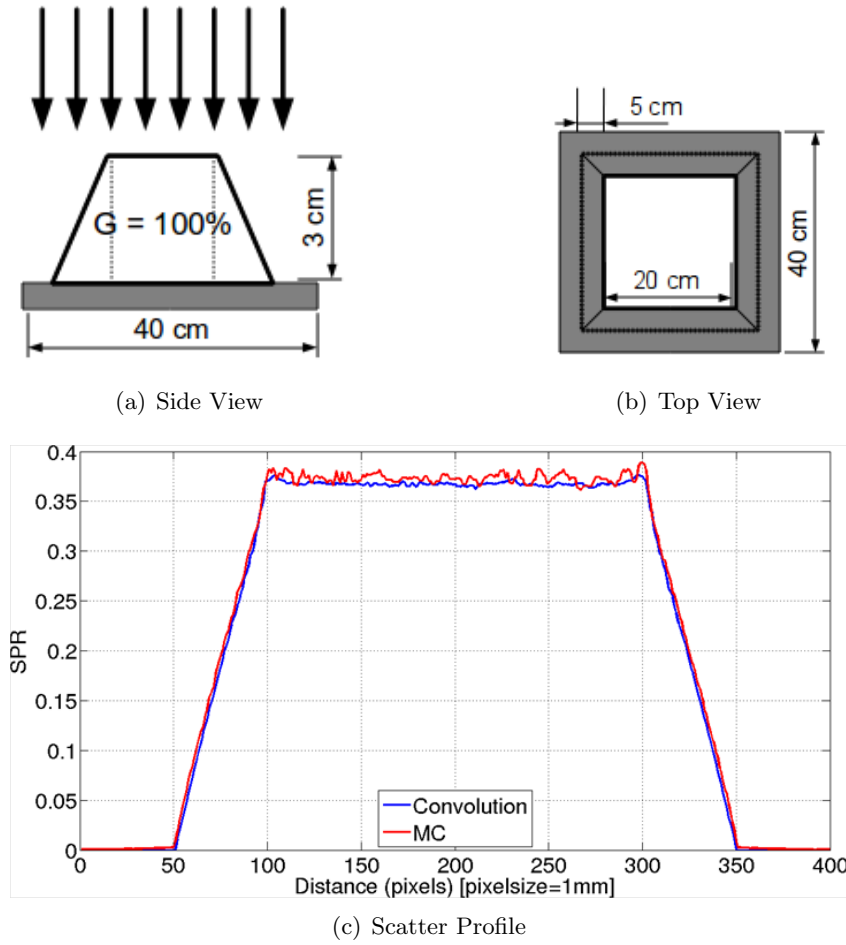 G = 100%
3 cm
40 cm
(a) Side View
5 cm
20 cm
40 cm
(b) Top View
0.4
0.35
0.3
0.25
0.2
0.15
0.1
0.05
0
SPR
Convolution
MC
0 50 100 150 200 250 300 350 400
Distance (pixels) [pixelsize=1mm]
(c) Scatter Profile